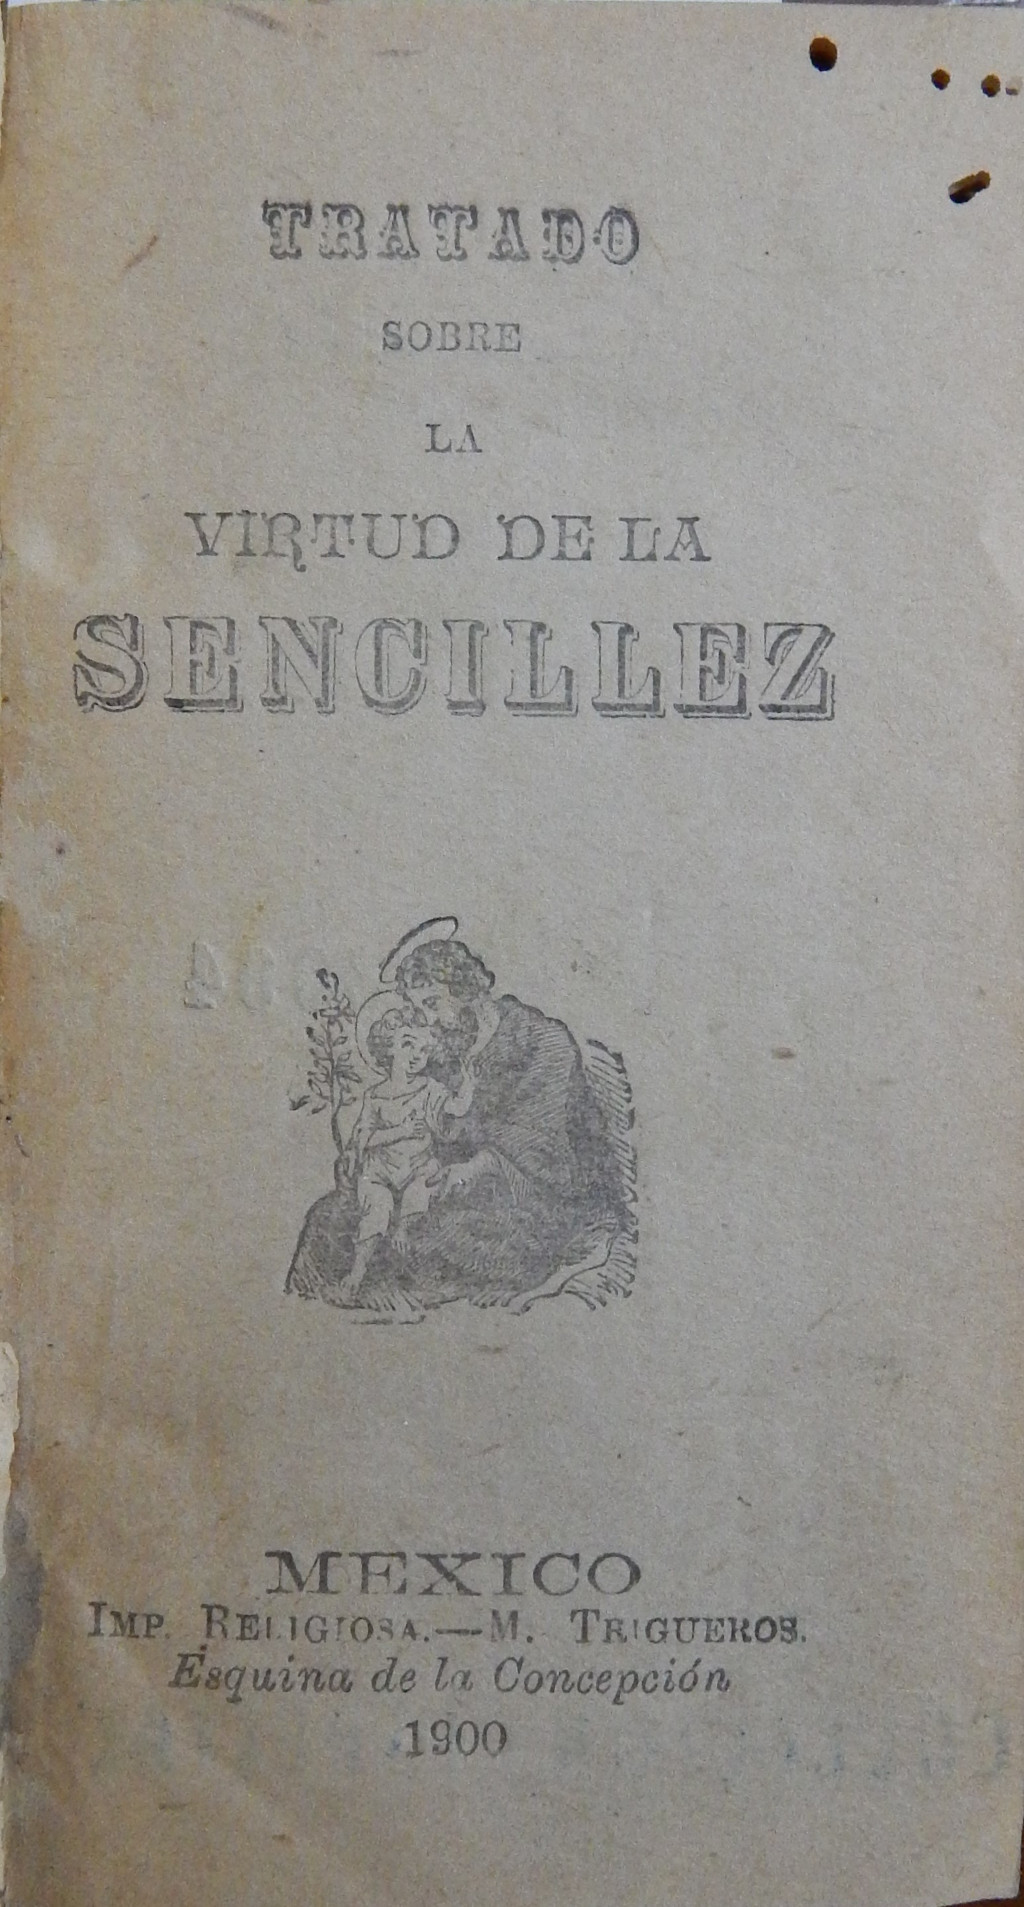 TRATADO
SOBRE
LA
VIRTUD DE LA
SENCILLEZ
MEXICO
IMP. RELIGIOSA.—M. TRIGUEROS.
Esquina de la Concepción
1900